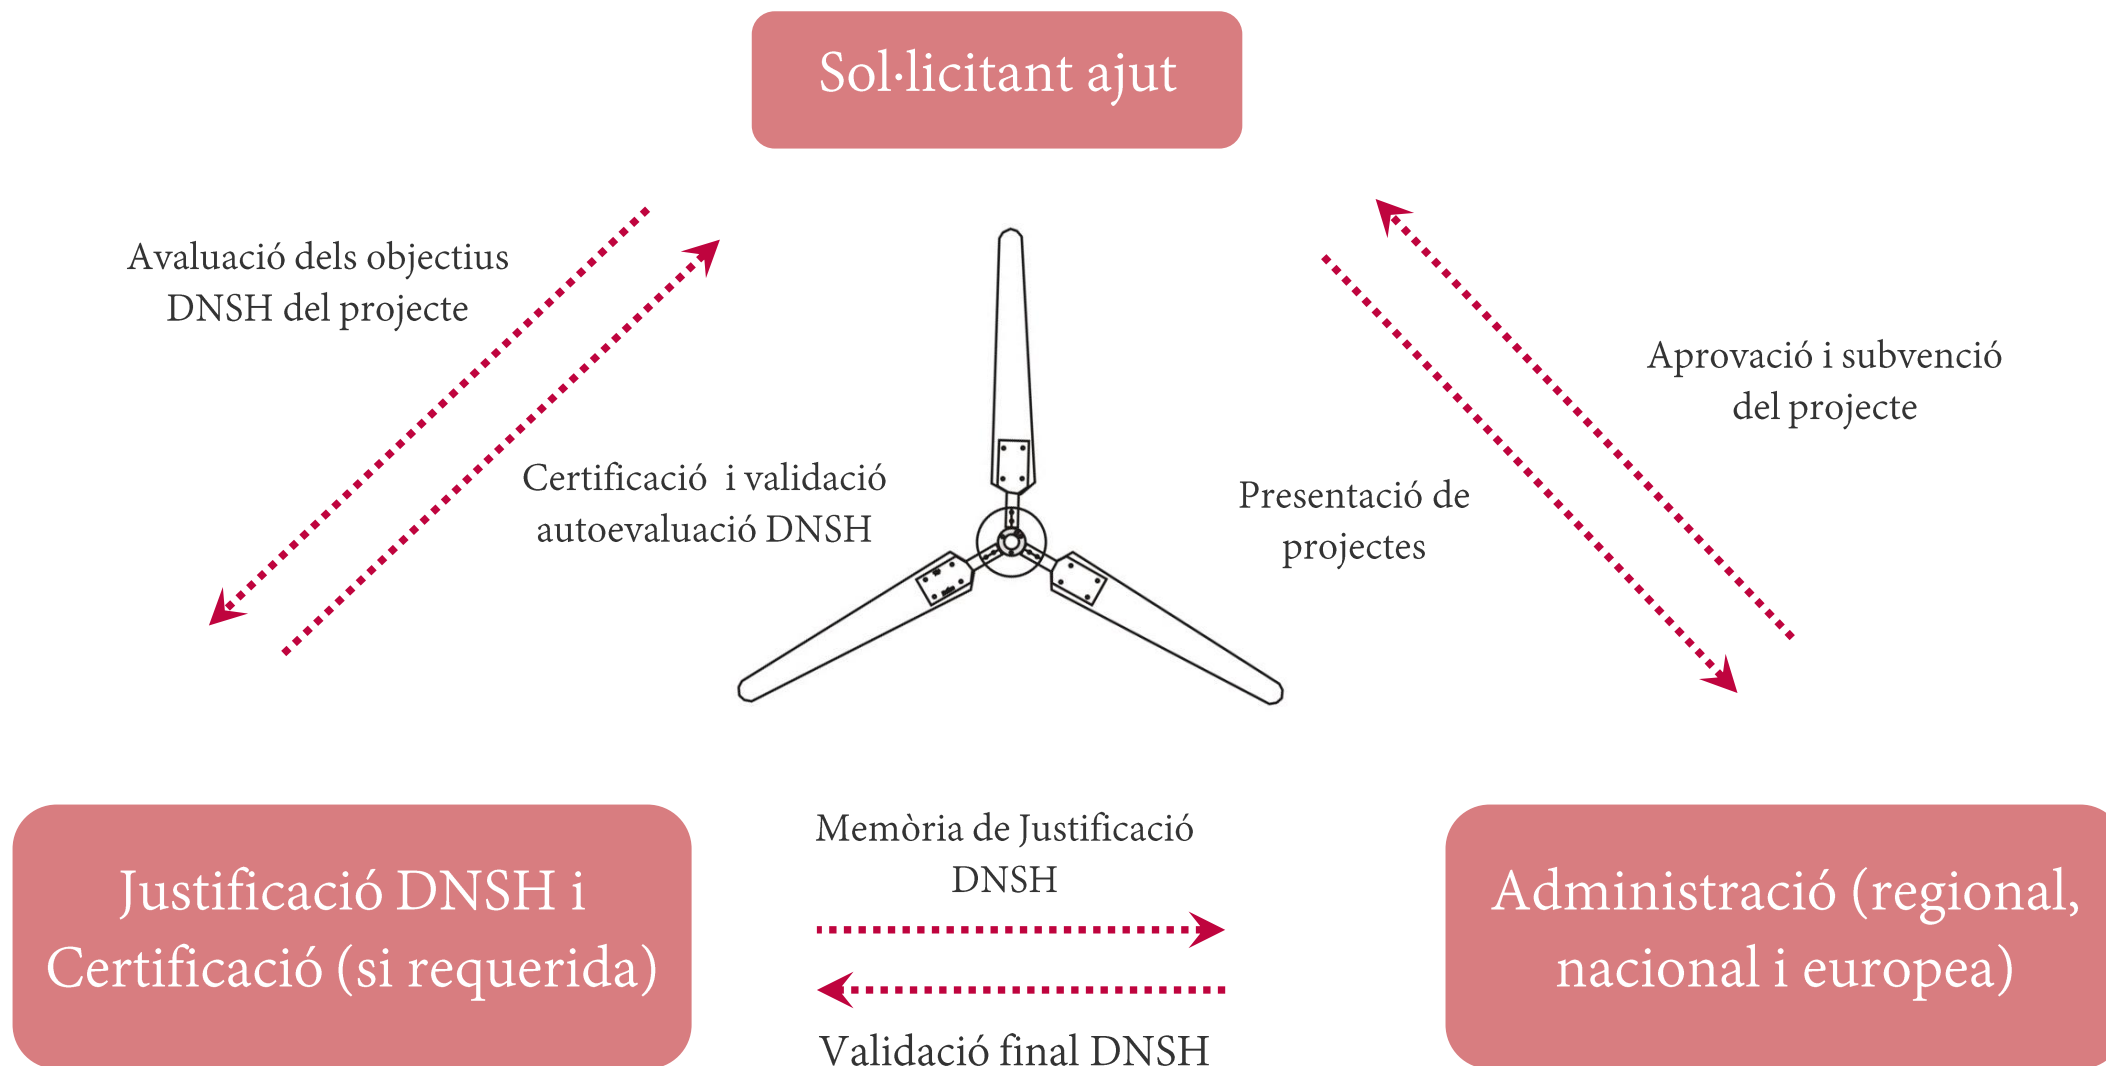 Sol·licitant ajut
Avaluació dels objectius
DNSH del projecte
Aprovació i subvenció
del projecte
Certificació i validació
autoevaluació DNSH
Presentació de
projectes
Memòria de Justificació
DNSH
Justificació DNSH i
Certificació (si requerida)
Administració (regional,
nacional i europea)
Validació final DNSH